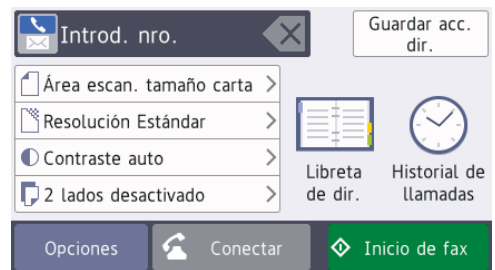 Introd. nro.
Guardar acc.
dir.
Área escan. tamaño carta
Resolución Estándar
Contraste auto
2 lados desactivado
Libreta
de dir.
Historial de
llamadas
Opciones
Conectar
Inicio de fax